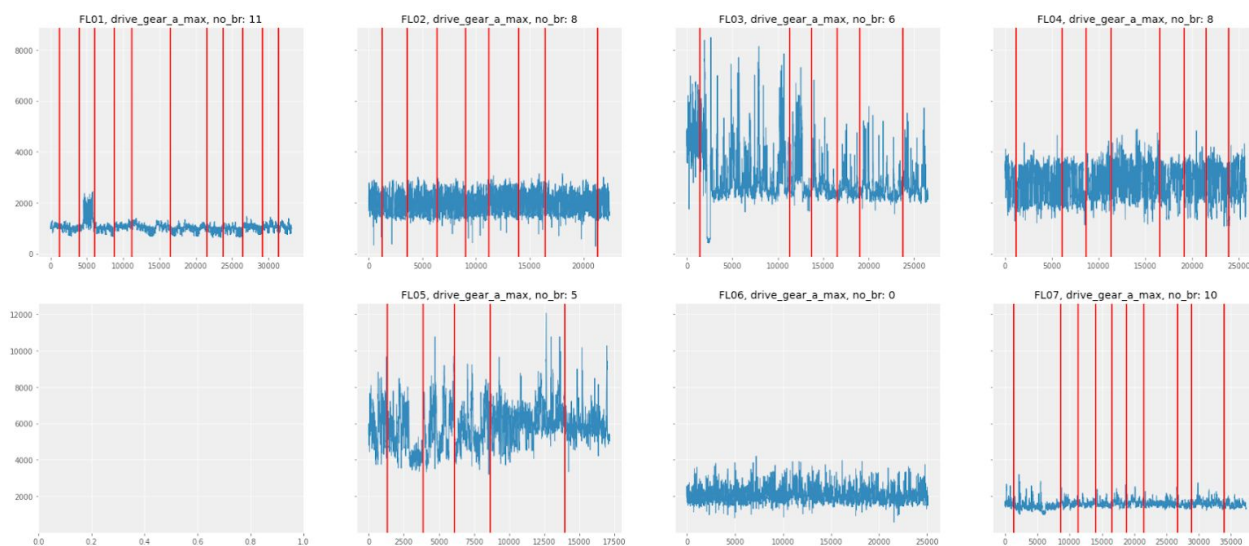 FL01, drive_gear_a_max, no_br: 11
FL02, drive_gear_a_max, no_br: 8
FL03, drive_gear_a_max, no_br: 6
FL04, drive_gear_a_max, no_br: 8
8000
6000
4000
2000
0
0 5000 10000 15000 20000 25000 30000
0 5000 10000 15000 20000
0 5000 10000 15000 20000 25000
0 5000 10000 15000 20000 25000
FL05, drive_gear_a_max, no_br: 5
FL06, drive_gear_a_max, no_br: 0
FL07, drive_gear_a_max, no_br: 10
12000
10000
8000
6000
4000
2000
0.0 0.2 0.4 0.6 0.8 1.0
0 2500 5000 7500 10000 12500 15000 17500
0 5000 10000 15000 20000 25000
0 5000 10000 15000 20000 25000 30000 35000